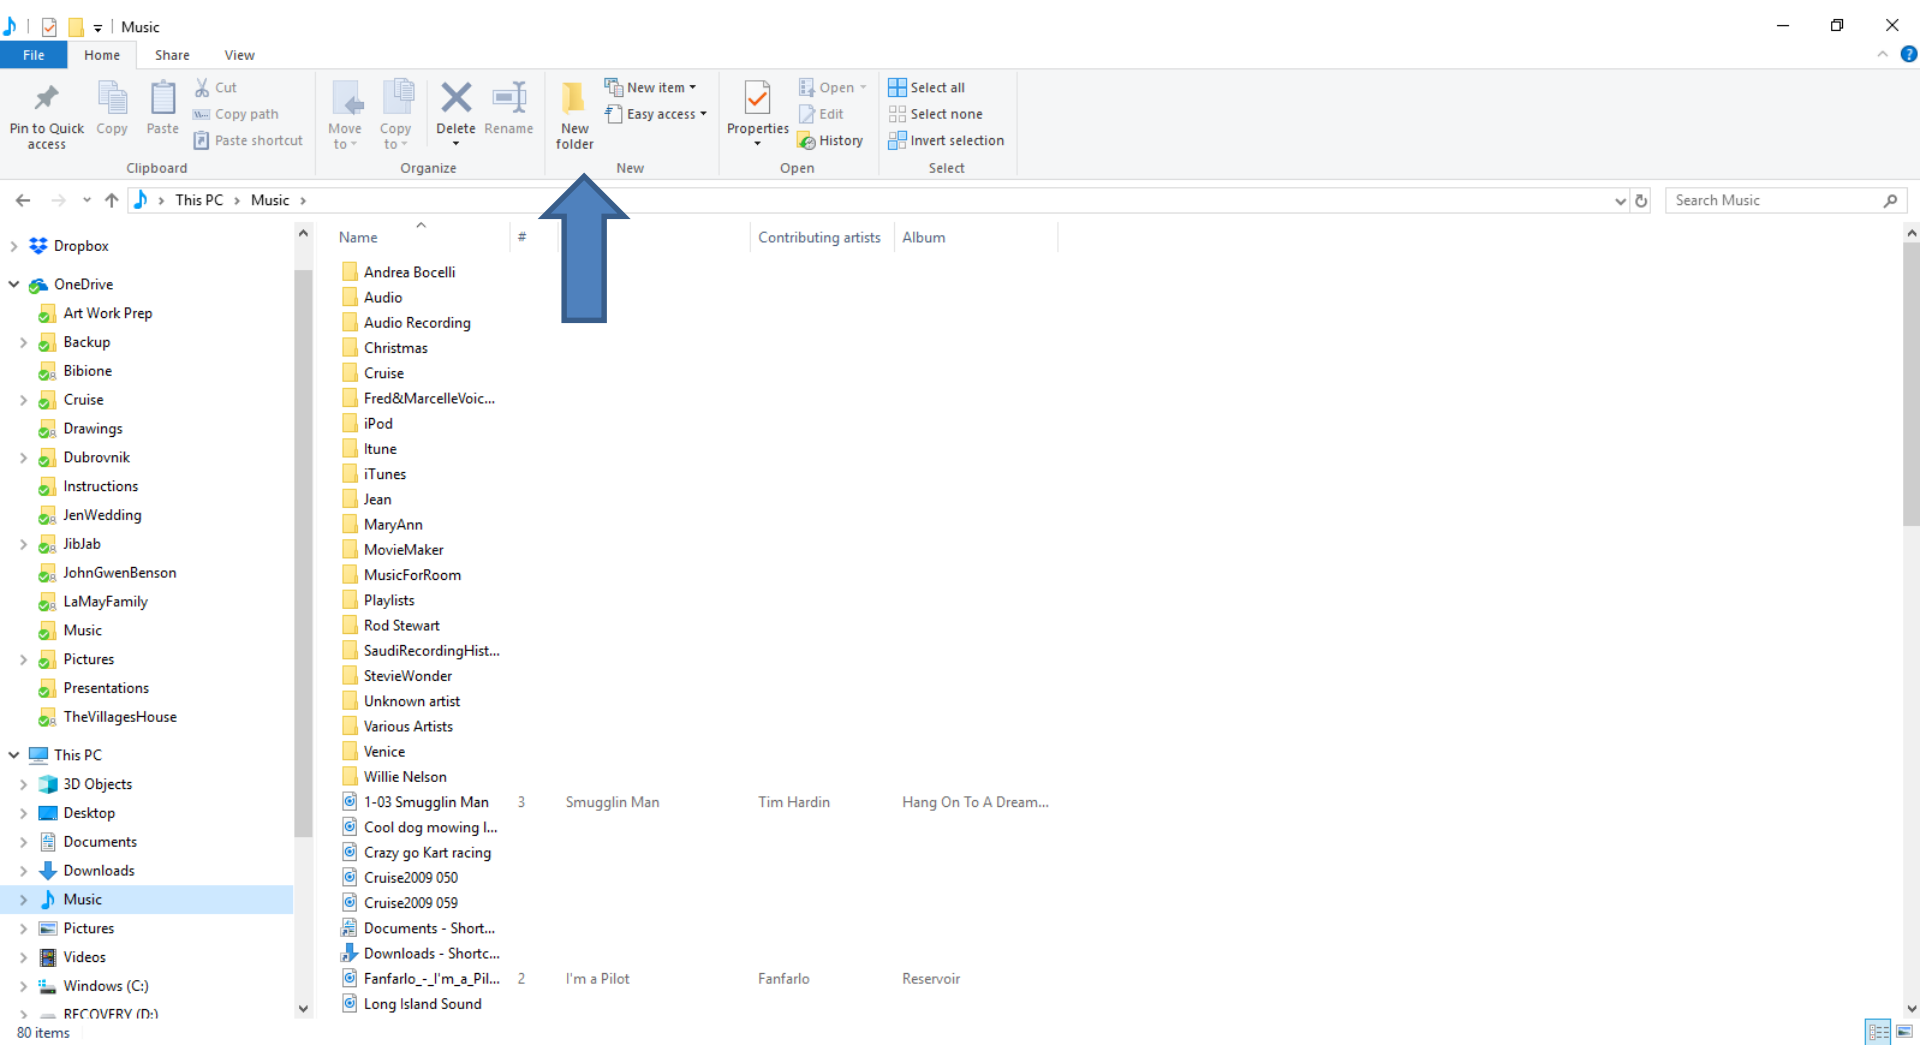 Music
File Home Share View
Pin to Quick access
Copy
Paste
Cut
Copy path
Paste shortcut
Clipboard
Move to
Copy to
Delete
Rename
Organize
New folder
New item
Easy access
New
Properties
Open
Edit
History
Open
Select all
Select none
Invert selection
Select
This PC > Music >
Search Music
Dropbox
OneDrive
Art Work Prep
Backup
Bibione
Cruise
Drawings
Dubrovnik
Instructions
JenWedding
JibJab
JohnGwenBenson
LaMayFamily
Music
Pictures
Presentations
TheVillagesHouse
This PC
3D Objects
Desktop
Documents
Downloads
Music
Pictures
Videos
Windows (C:)
RECOVERY (D:)
80 items
Name # Contributing artists Album
Andrea Bocelli
Audio
Audio Recording
Christmas
Cruise
Fred&MarcelleVoic...
iPod
Itune
iTunes
Jean
MaryAnn
MovieMaker
MusicForRoom
Playlists
Rod Stewart
SaudiRecordingHist...
StevieWonder
Unknown artist
Various Artists
Venice
Willie Nelson
1-03 Smugglin Man 3 Smugglin Man Tim Hardin Hang On To A Dream...
Cool dog mowing l...
Crazy go Kart racing
Cruise2009 050
Cruise2009 059
Documents - Short...
Downloads - Shortc...
Fanfarlo_-_I'm_a_Pil... 2 I'm a Pilot Fanfarlo Reservoir
Long Island Sound